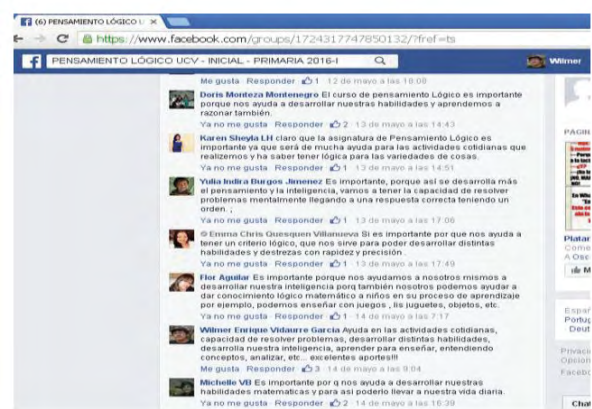 (6) PENSAMIENTO LÓGICO U
https://www.facebook.com/groups/1724317747850132/?fref=ts
PENSAMIENTO LÓGICO UCV - INICIAL - PRIMARIA 2016-I
Wilmer
Me gusta · Responder · 1 · 12 de mayo a las 18:08
Doris Monteza Montenegro El curso de pensamiento Lógico es importante
porque nos ayuda a desarrollar nuestras habilidades y aprendemos a
razonar también.
Ya no me gusta · Responder · 2 · 13 de mayo a las 14:43
Karen Sheyla LH claro que la asignatura de Pensamiento Lógico es
importante ya que será de mucha ayuda para las actividades cotidianas que
realizemos y ha saber tener lógica para las variedades de cosas.
Ya no me gusta · Responder · 1 · 13 de mayo a las 14:51
Yulia Indira Burgos Jimenez Es importante, porque así se desarrolla más
el pensamiento y la inteligencia, vamos a tener la capacidad de resolver
problemas mentalmente llegando a una respuesta correcta teniendo un
orden. ;
Ya no me gusta · Responder · 1 · 13 de mayo a las 17:06
Emma Chris Quesquen Villanueva Si es importante por que nos ayuda a
tener un criterio lógico, que nos sirve para poder desarrollar distintas
habilidades y destrezas con rapidez y precisión .
Ya no me gusta · Responder · 1 · 13 de mayo a las 17:49
Flor Aguilar Es importante porque nos ayudamos a nosotros mismos a
desarrollar nuestra inteligencia porq también nosotros podemos ayudar a
dar conocimiento lógico matemático a niños en su proceso de aprendizaje
por ejemplo, podemos enseñar con juegos , lis juguetes, objetos, etc.
Ya no me gusta · Responder · 1 · 14 de mayo a las 7:17
Wilmer Enrique Vidaurre Garcia Ayuda en las actividades cotidianas,
capacidad de resolver problemas, desarrollar distintas habilidades,
desarrolla nuestra inteligencia, aprender para enseñar, entendiendo
conceptos, analizar, etc... excelentes aportes!!!
Me gusta · Responder · 3 · 14 de mayo a las 9:04
Michelle VB Es importante por q nos ayuda a desarrollar nuestras
habilidades matematicas y para asi poderlo llevar a nuestra vida diaria.
Ya no me gusta · Responder · 2 · 14 de mayo a las 16:39
PÁGIN
Platan
Come
A Osc
M
Españ
Portug
Deut
Privaci
Opcion
Faceb
Chat